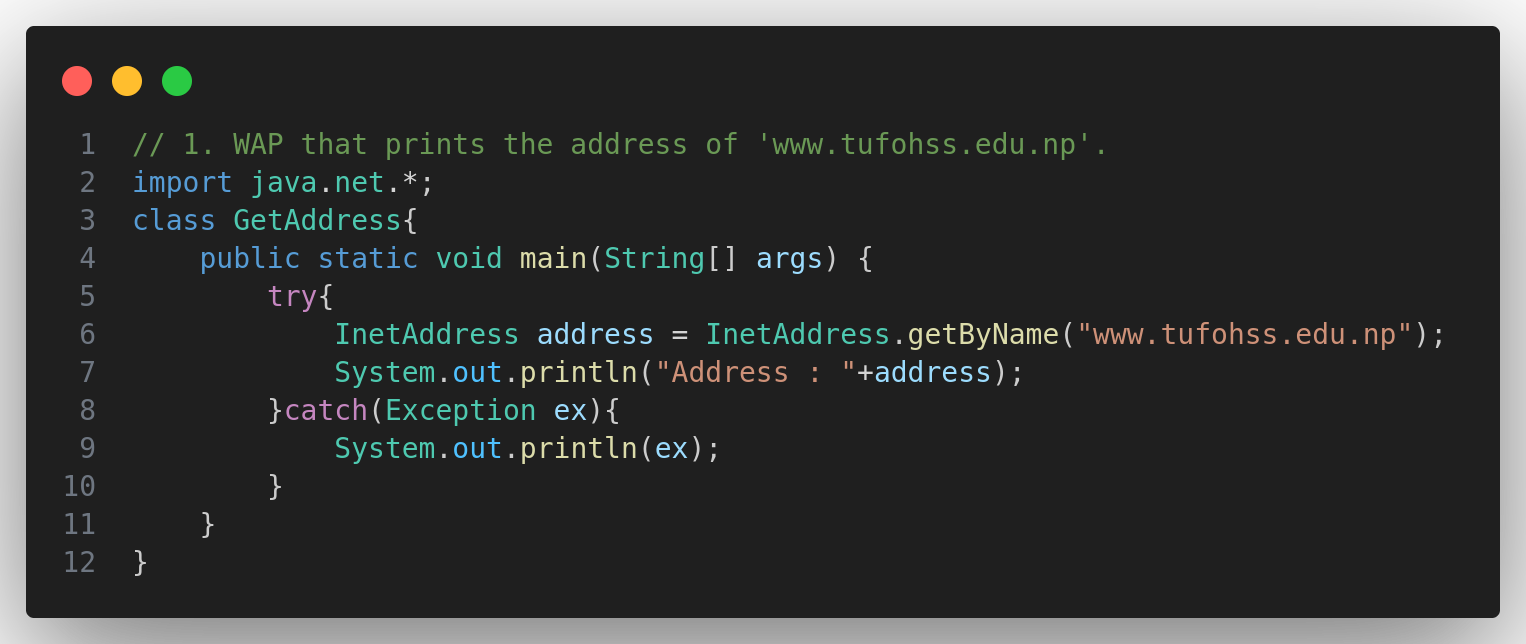 1 // 1. WAP that prints the address of 'www.tufohss.edu.np'.
2 import java.net.*;
3 class GetAddress{
4     public static void main(String[] args) {
5         try{
6             InetAddress address = InetAddress.getByName("www.tufohss.edu.np");
7             System.out.println("Address : "+address);
8         }catch(Exception ex){
9             System.out.println(ex);
10         }
11     }
12 }